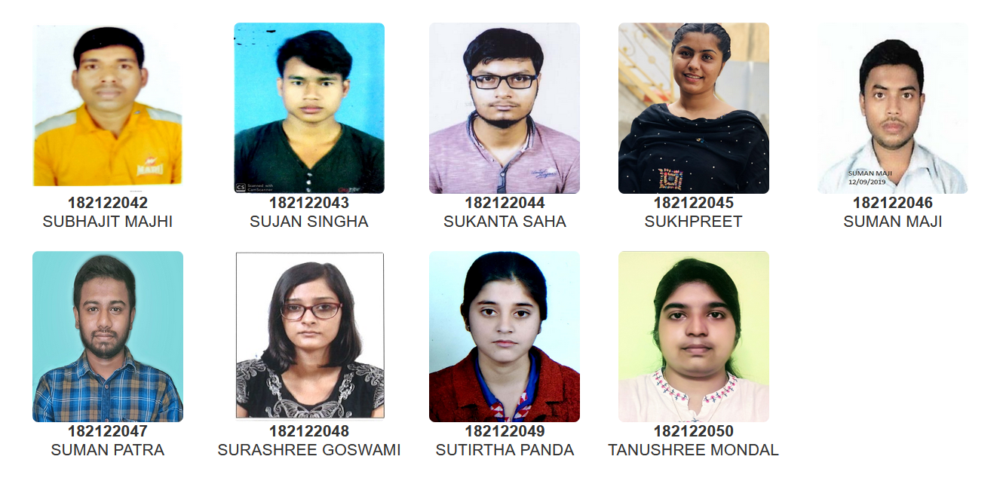 MAJHI
CS Scanned with
CamScanner
SUMAN MAJI
12/09/2019
182122042 182122043 182122044 182122045 182122046
SUBHAJIT MAJHI SUJAN SINGHA SUKANTA SAHA SUKHPREET SUMAN MAJI
182122047 182122048 182122049 182122050
SUMAN PATRA SURASHREE GOSWAMI SUTIRTHA PANDA TANUSHREE MONDAL